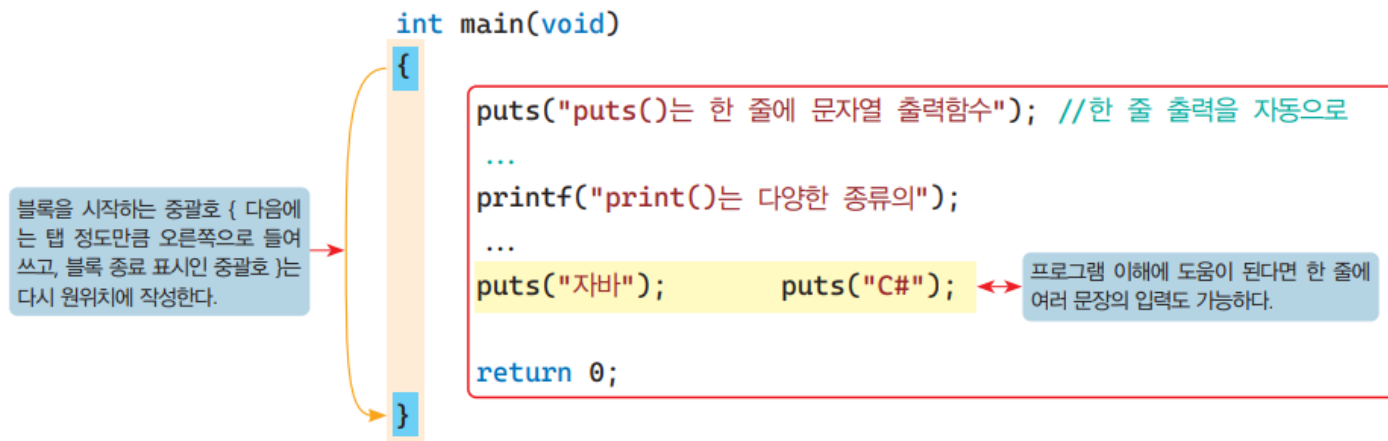 int main(void)
{
puts("puts()는 한 줄에 문자열 출력함수"); //한 줄 출력을 자동으로
...
printf("print()는 다양한 종류의");
...
puts("자바"); puts("C#");
return 0;
}
블록을 시작하는 중괄호 { 다음에
는 탭 정도만큼 오른쪽으로 들여
쓰고, 블록 종료 표시인 중괄호 }는
다시 원위치에 작성한다.
프로그램 이해에 도움이 된다면 한 줄에
여러 문장의 입력도 가능하다.